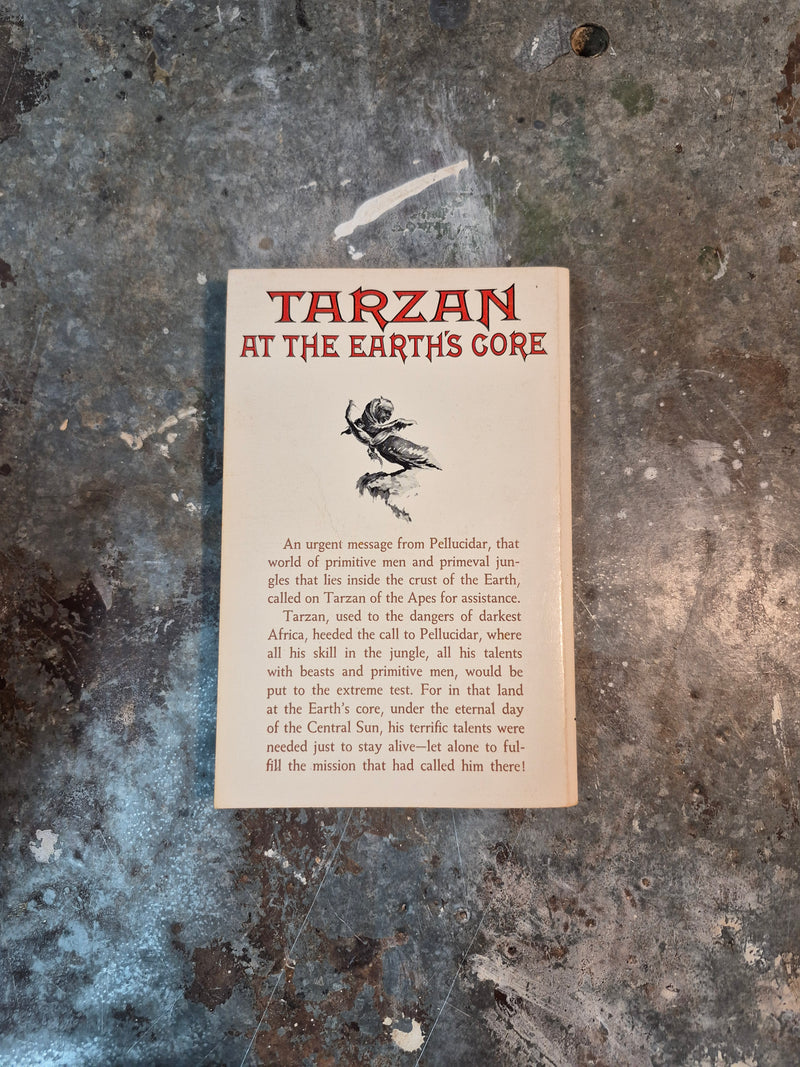 TARZAN
AT THE EARTH'S CORE
An urgent message from Pellucidar, that
world of primitive men and primeval jun-
gles that lies inside the crust of the Earth,
called on Tarzan of the Apes for assistance.
Tarzan, used to the dangers of darkest
Africa, heeded the call to Pellucidar, where
all his skill in the jungle, all his talents
with beasts and primitive men, would be
put to the extreme test. For in that land
at the Earth's core, under the eternal day
of the Central Sun, his terrific talents were
needed just to stay alive—let alone to ful-
fill the mission that had called him there!